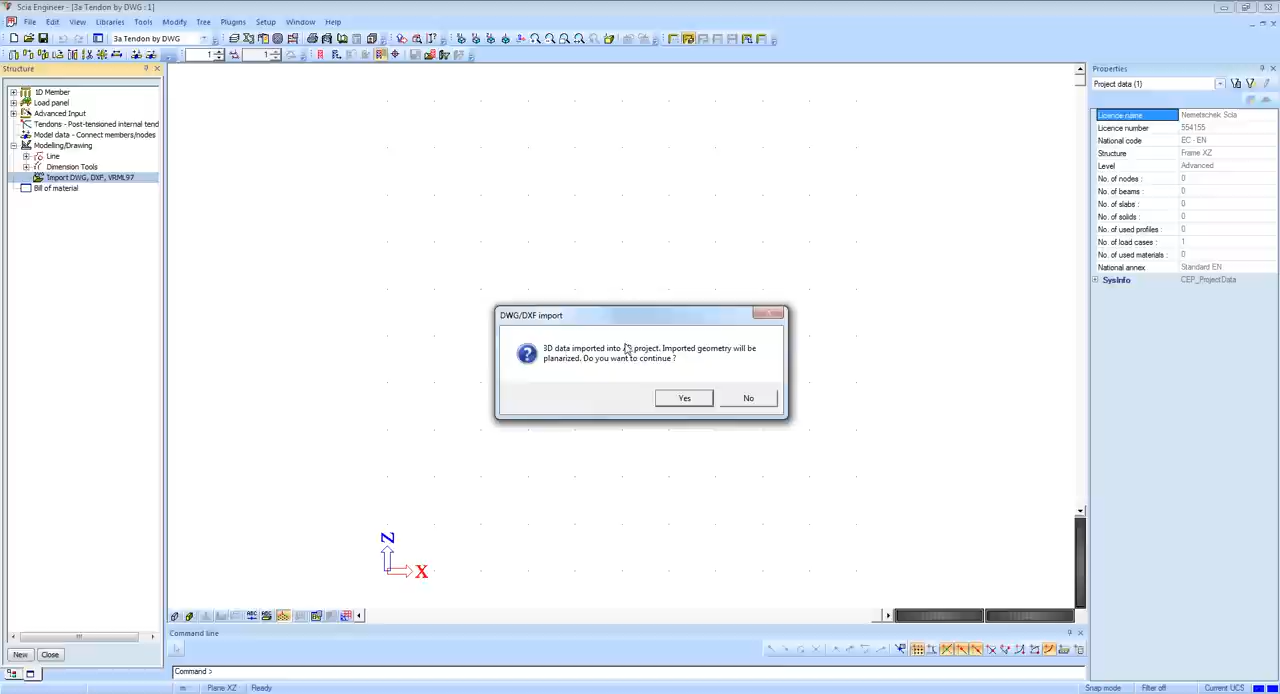 Scia Engineer - [3a Tendon by DWG : 1]
File Edit View Libraries Tools Modify Tree Plugins Setup Window Help
3a Tendon by DWG
1 1
Structure
1D Member
Load panel
Advanced Input
Tendons - Post-tensioned internal tend
Model data - Connect members/nodes
Modelling/Drawing
Line
Dimension Tools
Import DWG, DXF, VRML97
Bill of material
New Close
DWG/DXF import
3D data imported into project. Imported geometry will be
planarized. Do you want to continue ?
Yes No
Z
X
Properties
Project data (1)
Licence name Nemetschek Scia
Licence number 554155
National code EC - EN
Structure Frame XZ
Level Advanced
No. of nodes : 0
No. of beams : 0
No. of slabs : 0
No. of solids : 0
No. of used profiles : 0
No. of load cases : 1
No. of used materials : 0
National annex Standard EN
SysInfo CEP_ProjectData
Command line
Command >
m Plane XZ Ready Snap mode Filter off Current UCS